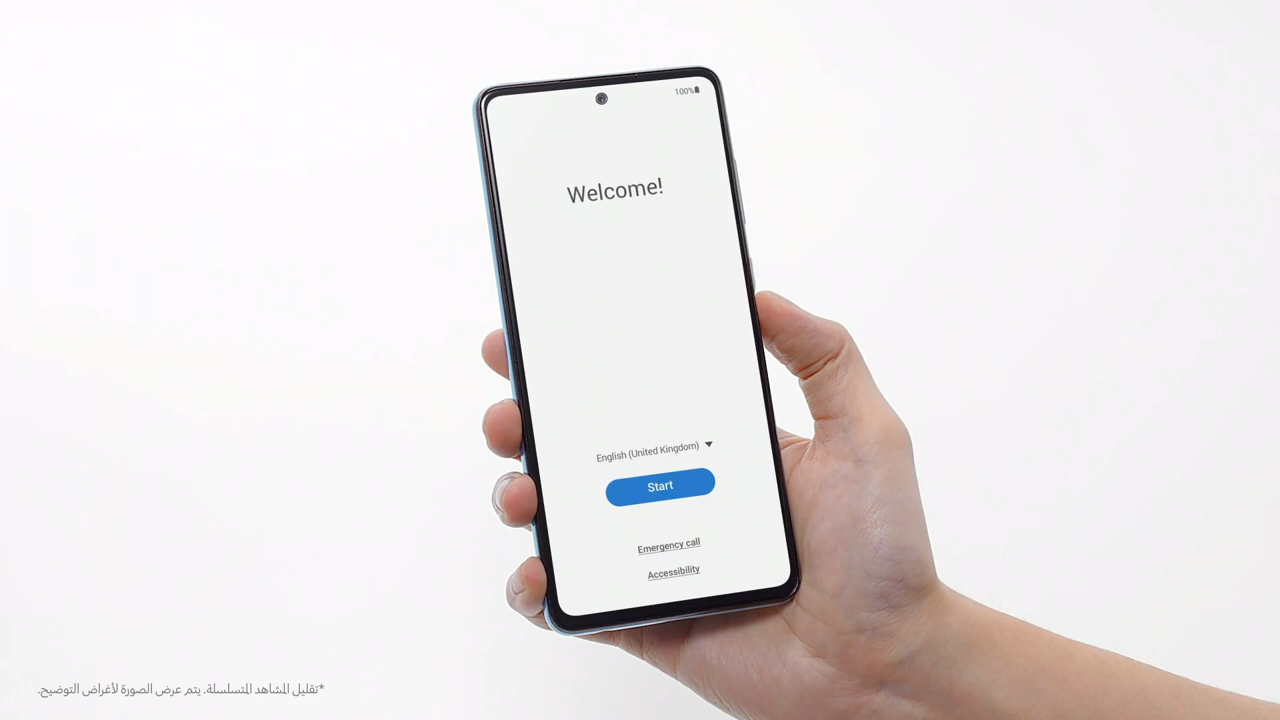 100%
Welcome!
English (United Kingdom)
Start
Emergency call
Accessibility
*تقليل المشاهد المتسلسلة. يتم عرض الصورة لأغراض التوضيح.